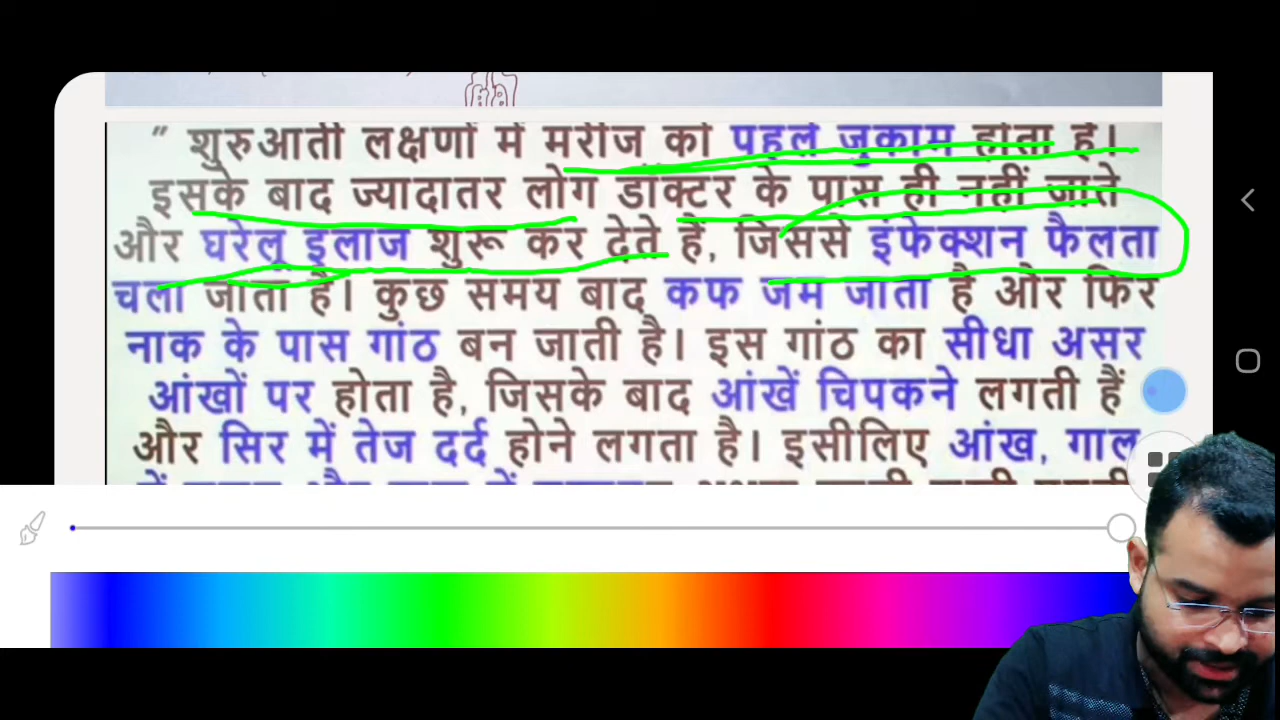 " शुरुआती लक्षणों में मरीज को पहले जुकाम होता है।
इसके बाद ज्यादातर लोग डॉक्टर के पास ही नहीं जाते
और घरेलू इलाज शुरू कर देते हैं, जिससे इंफेक्शन फैलता
चला जाता है। कुछ समय बाद कफ जम जाता है और फिर
नाक के पास गांठ बन जाती है। इस गांठ का सीधा असर
आंखों पर होता है, जिसके बाद आंखें चिपकने लगती हैं
और सिर में तेज दर्द होने लगता है। इसीलिए आंख, गाल